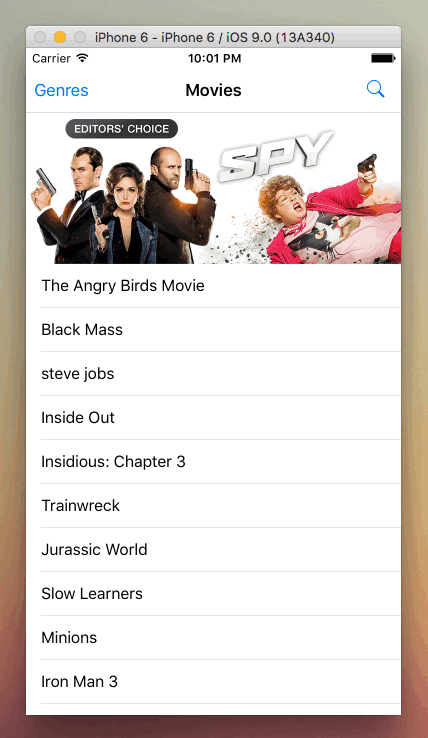 iPhone 6 - iPhone 6 / iOS 9.0 (13A340)
Carrier 10:01 PM
Genres Movies
EDITORS' CHOICE
SPY
The Angry Birds Movie
Black Mass
steve jobs
Inside Out
Insidious: Chapter 3
Trainwreck
Jurassic World
Slow Learners
Minions
Iron Man 3